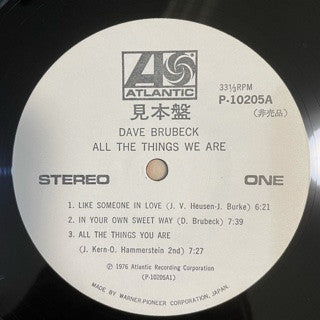 ATLANTIC
33⅓RPM
P-10205A
(非売品)
見本盤
DAVE BRUBECK
ALL THE THINGS WE ARE
STEREO ONE
1. LIKE SOMEONE IN LOVE (J. V. Heusen-J. Burke) 6:21
2. IN YOUR OWN SWEET WAY (D. Brubeck) 7:39
3. ALL THE THINGS YOU ARE
(J. Kern-O. Hammerstein 2nd) 7:27
Ⓟ 1976 Atlantic Recording Corporation
(P-10205A1)
MADE BY WARNER-PIONEER CORPORATION, JAPAN